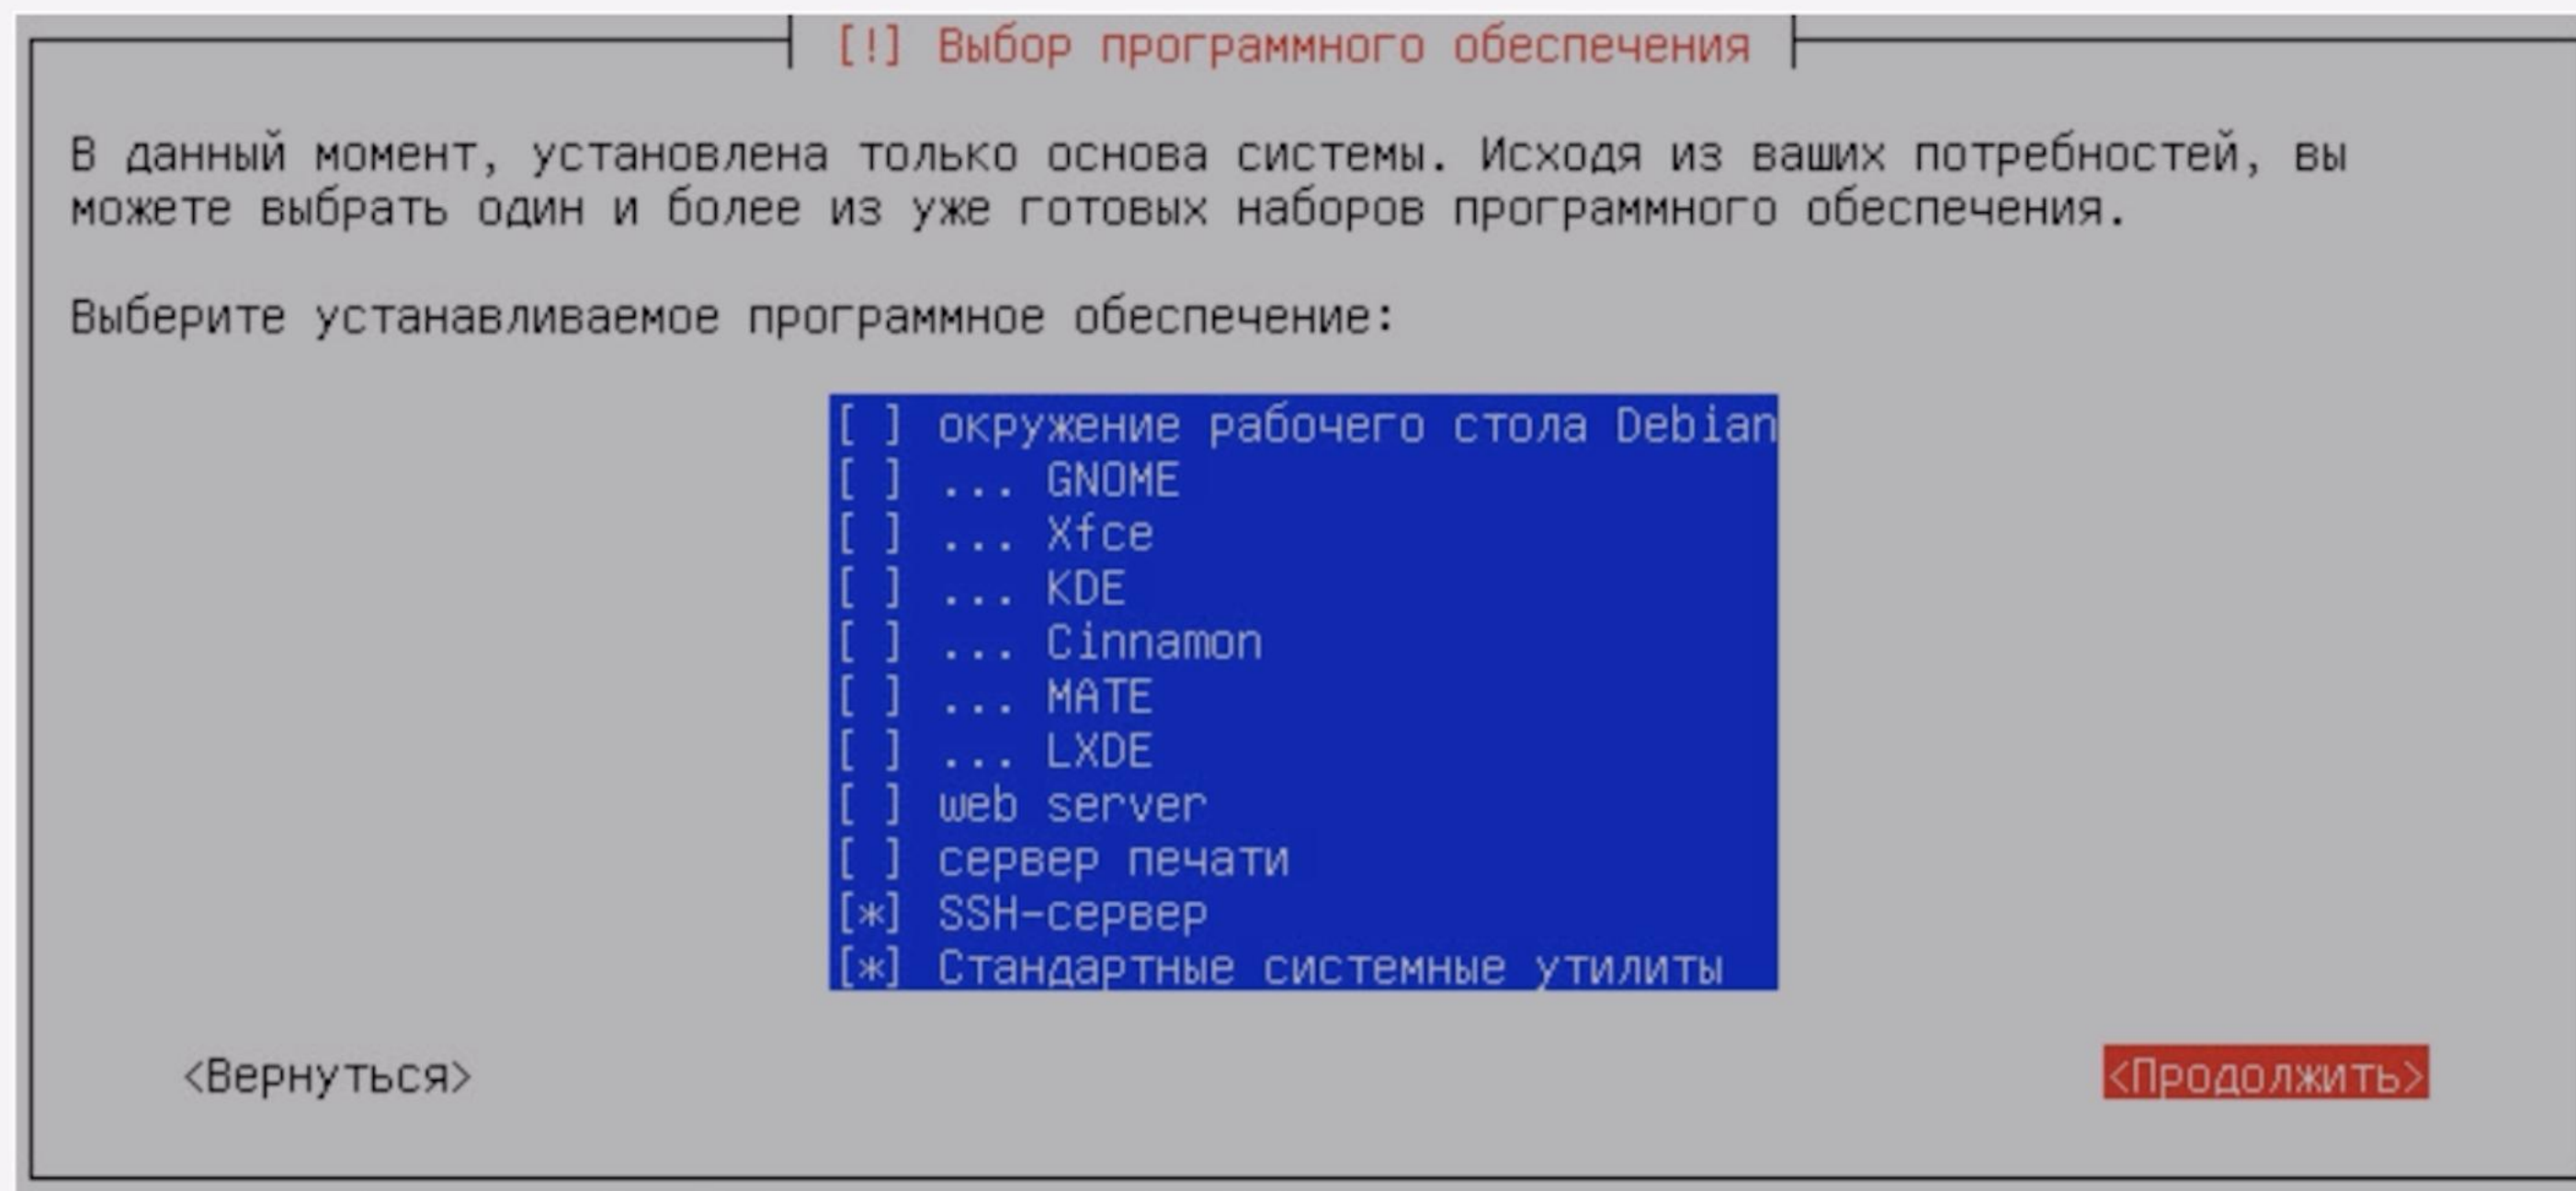 [!] Выбор программного обеспечения
В данный момент, установлена только основа системы. Исходя из ваших потребностей, вы
можете выбрать один и более из уже готовых наборов программного обеспечения.
Выберите устанавливаемое программное обеспечение:
[ ] окружение рабочего стола Debian
[ ] ... GNOME
[ ] ... Xfce
[ ] ... KDE
[ ] ... Cinnamon
[ ] ... MATE
[ ] ... LXDE
[ ] web server
[ ] сервер печати
[*] SSH-сервер
[*] Стандартные системные утилиты
<Вернуться> <Продолжить>